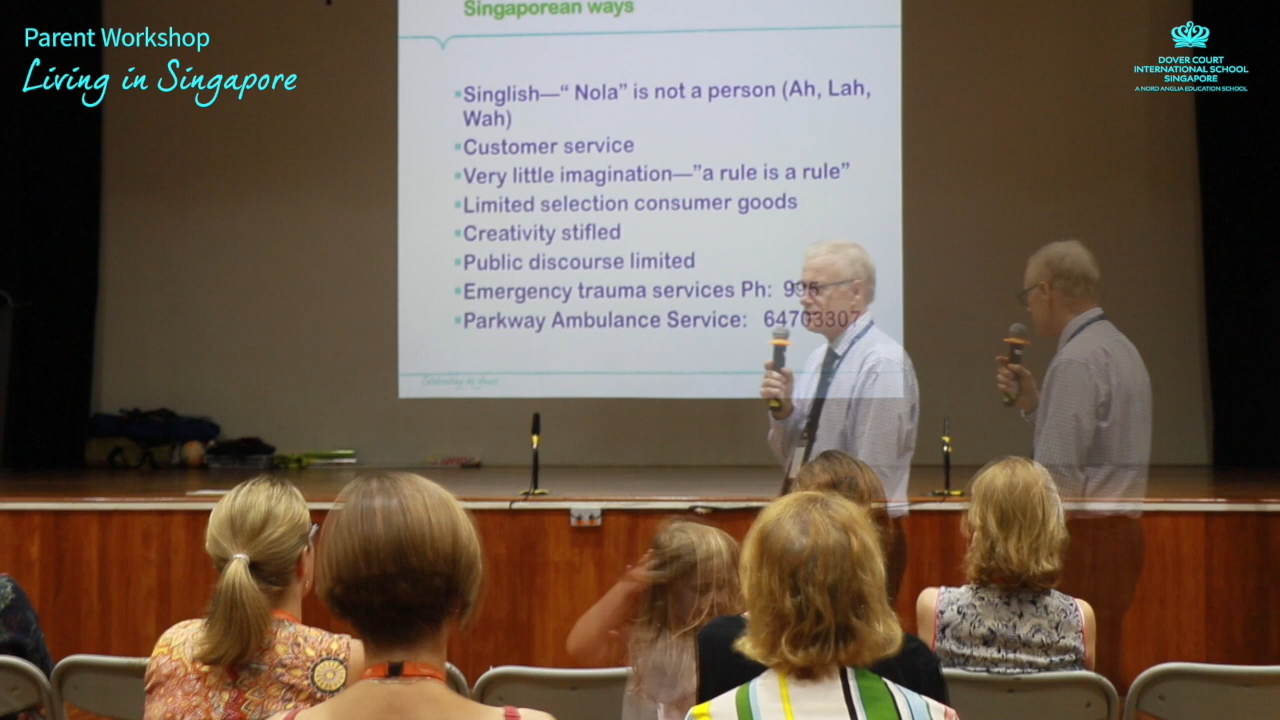 Parent Workshop
Living in Singapore
DOVER COURT
INTERNATIONAL SCHOOL
SINGAPORE
A NORD ANGLIA EDUCATION SCHOOL
Singaporean ways
▪Singlish—“ Nola” is not a person (Ah, Lah,
Wah)
▪Customer service
▪Very little imagination—”a rule is a rule”
▪Limited selection consumer goods
▪Creativity stifled
▪Public discourse limited
▪Emergency trauma services Ph: 995
▪Parkway Ambulance Service: 64703307